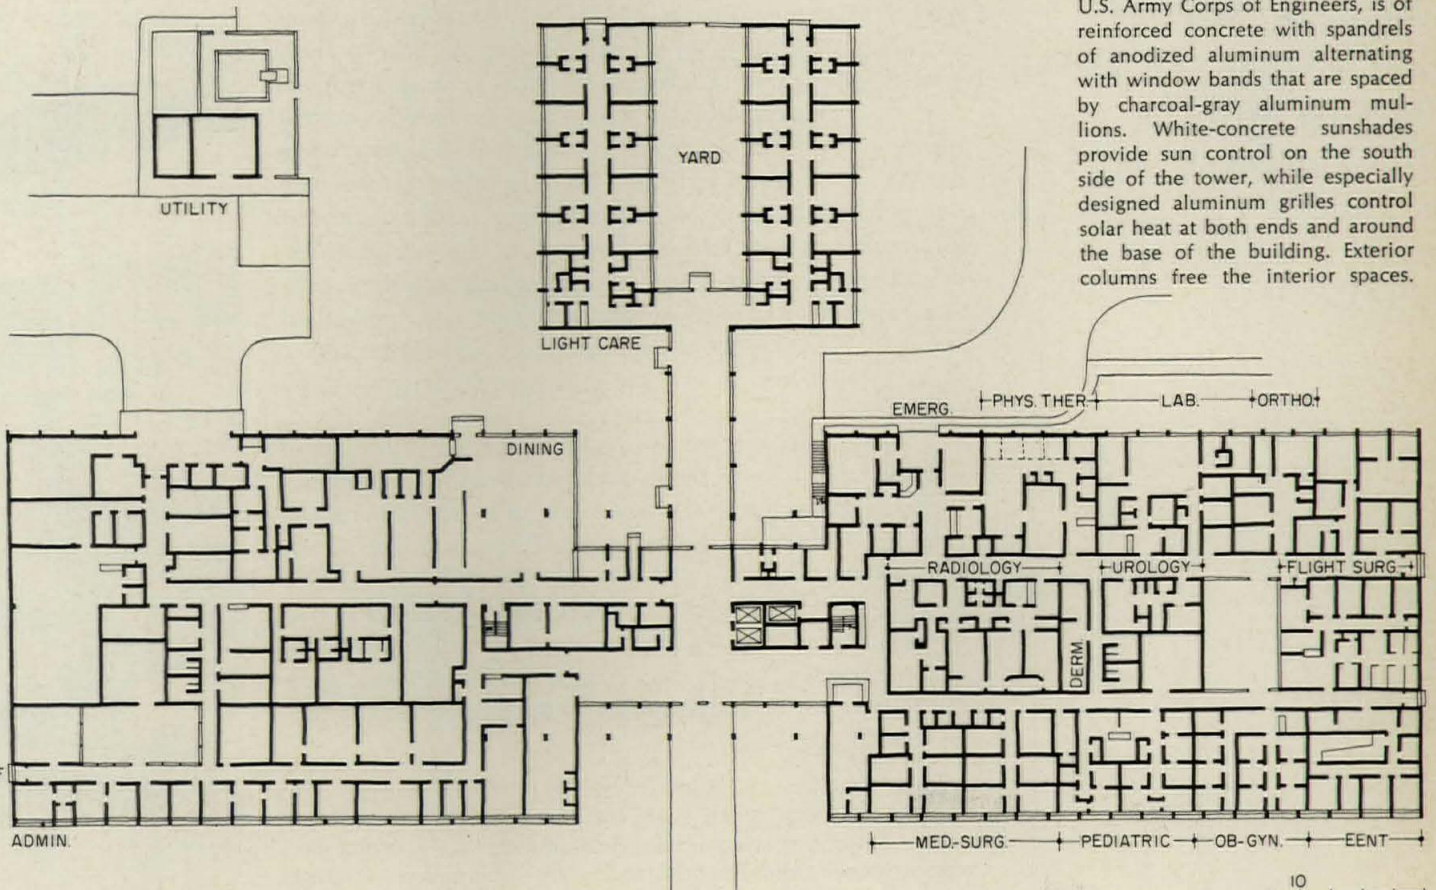 U.S. Army Corps of Engineers, is of
reinforced concrete with spandrels
of anodized aluminum alternating
with window bands that are spaced
by charcoal-gray aluminum mul-
lions. White-concrete sunshades
provide sun control on the south
side of the tower, while especially
designed aluminum grilles control
solar heat at both ends and around
the base of the building. Exterior
columns free the interior spaces.
YARD
UTILITY
LIGHT CARE
EMERG.
PHYS. THER.
LAB.
ORTHO.
DINING
RADIOLOGY
UROLOGY
FLIGHT SURG.
DERM.
ADMIN.
MED.-SURG.
PEDIATRIC
OB-GYN.
EENT
10